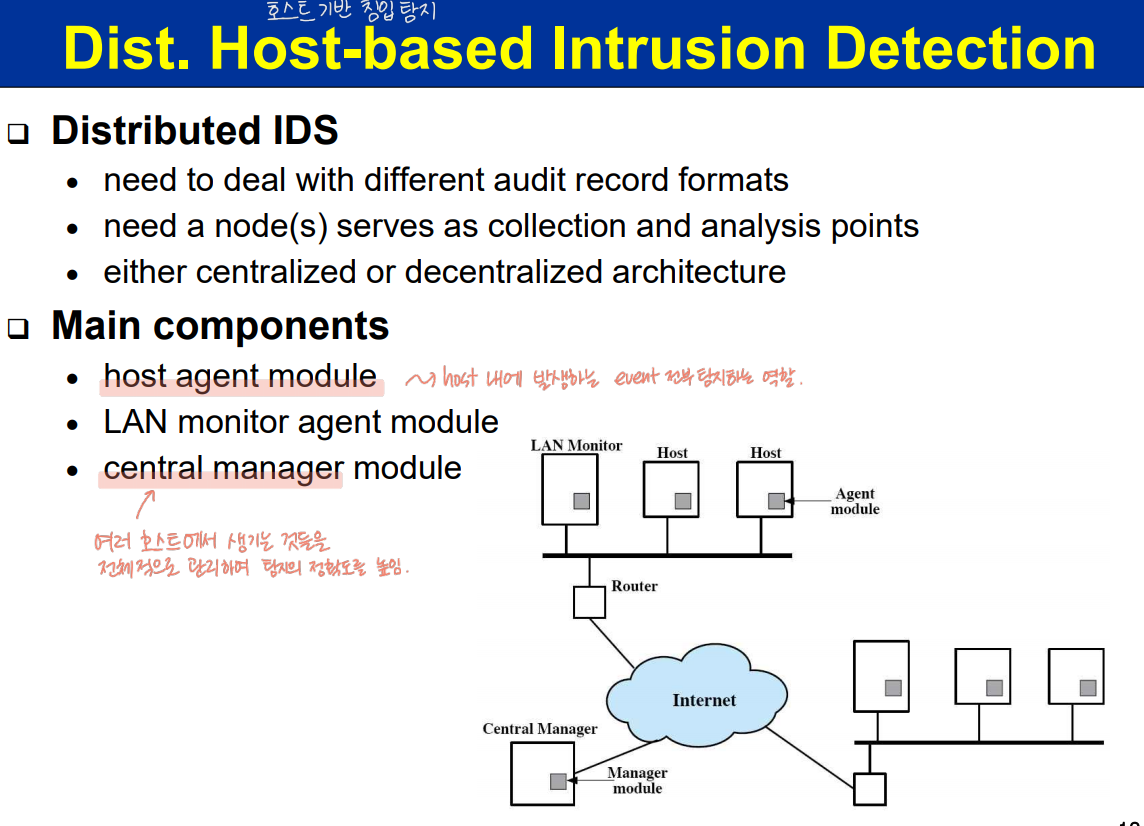 호스트 기반 침입 탐지
Dist. Host-based Intrusion Detection
Distributed IDS
need to deal with different audit record formats
need a node(s) serves as collection and analysis points
either centralized or decentralized architecture
Main components
host agent module ~> host 내에 발생하는 event 전부 탐지하는 역할.
LAN monitor agent module
central manager module
여러 호스트에서 생기는 것들을
전체적으로 관리하며 탐지의 정확도를 높임.
LAN Monitor
Host
Host
Agent
module
Router
Internet
Central Manager
Manager
module